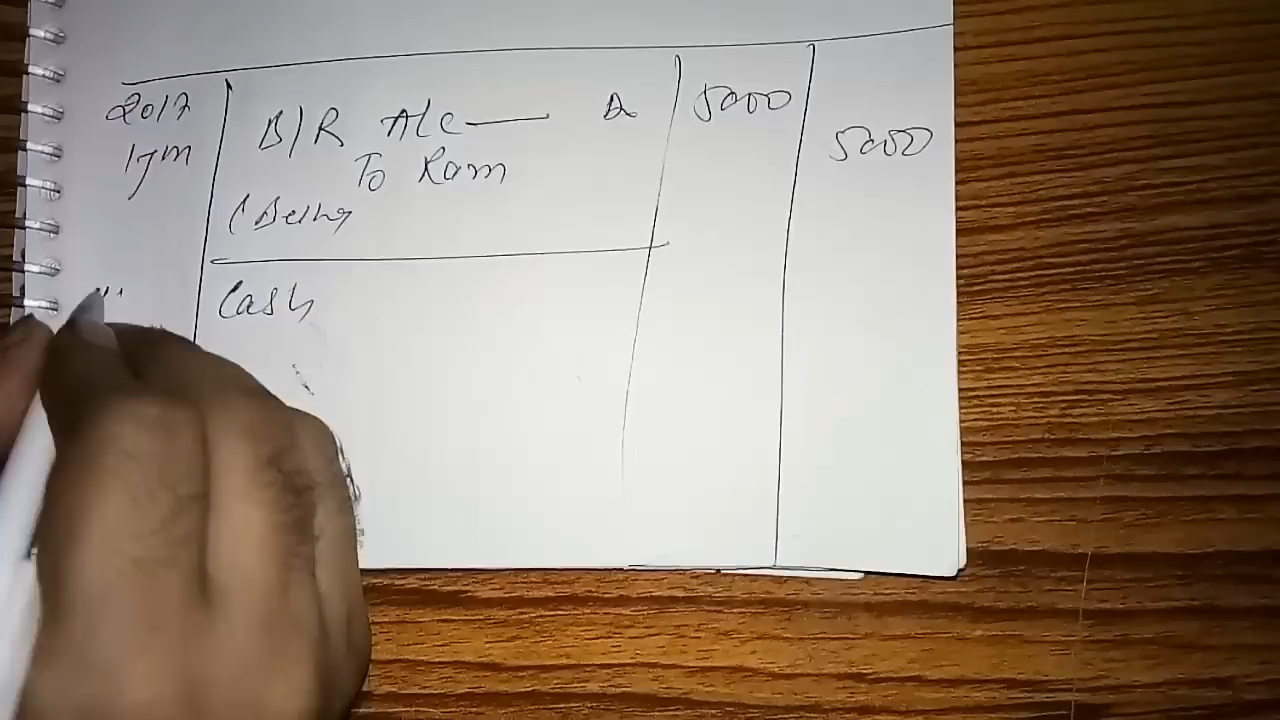 2017
1 Jan
B/R A/c — Dr 5000
To Ram 5000
(Being
Cash